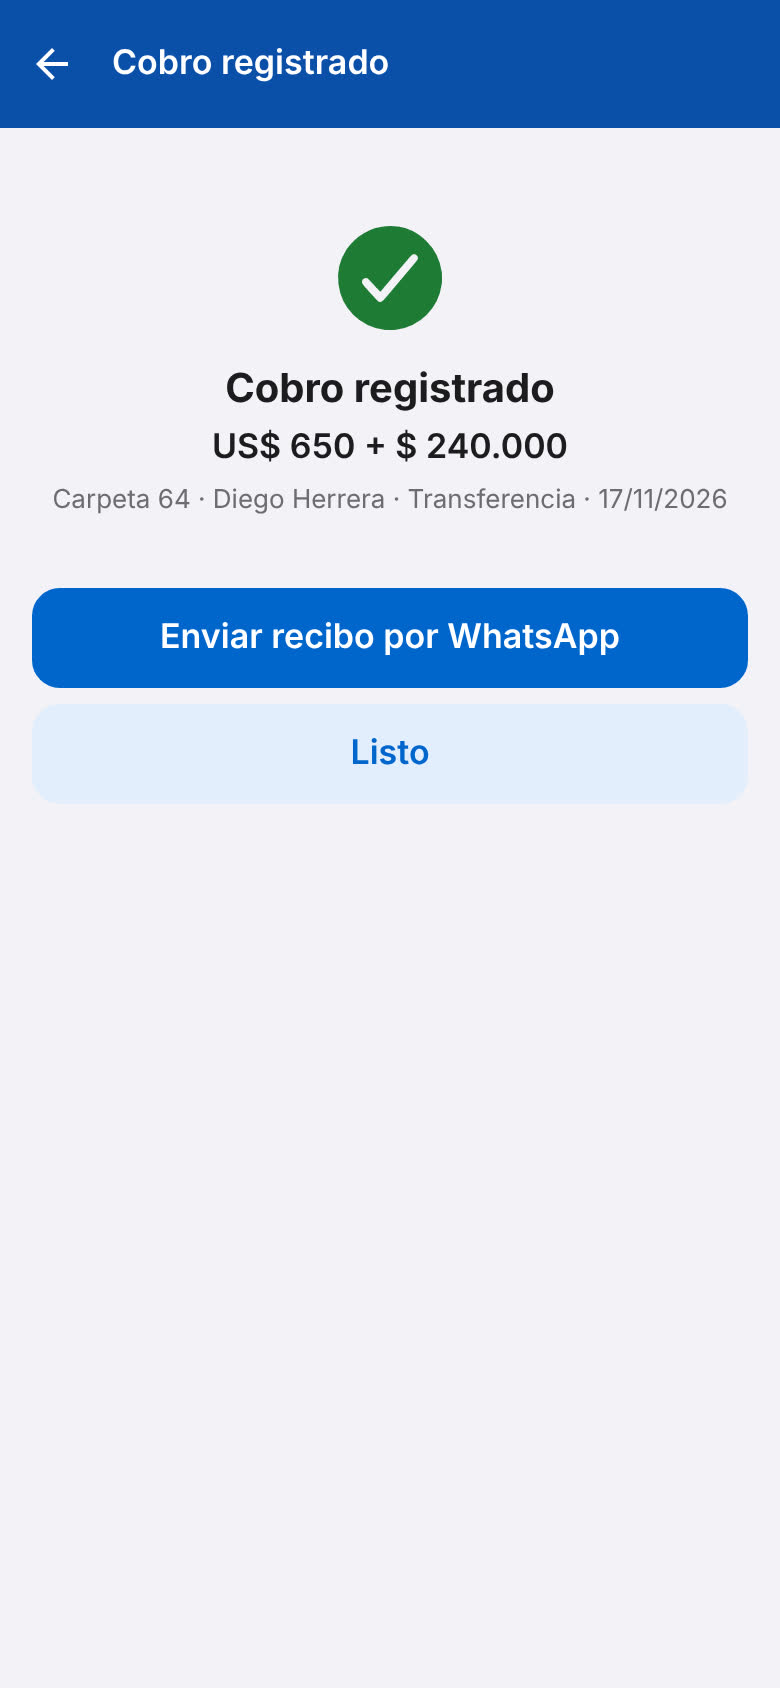 Cobro registrado
Cobro registrado
US$ 650 + $ 240.000
Carpeta 64 · Diego Herrera · Transferencia · 17/11/2026
Enviar recibo por WhatsApp
Listo